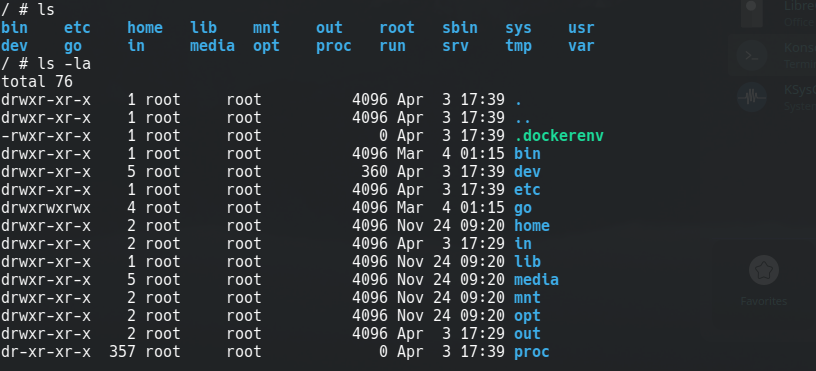 / # ls
bin    etc    home   lib    mnt    out    root   sbin   sys    usr
dev    go     in     media  opt    proc   run    srv    tmp    var
/ # ls -la
total 76
drwxr-xr-x    1 root     root          4096 Apr  3 17:39 .
drwxr-xr-x    1 root     root          4096 Apr  3 17:39 ..
-rwxr-xr-x    1 root     root             0 Apr  3 17:39 .dockerenv
drwxr-xr-x    1 root     root          4096 Mar  4 01:15 bin
drwxr-xr-x    5 root     root           360 Apr  3 17:39 dev
drwxr-xr-x    1 root     root          4096 Apr  3 17:39 etc
drwxrwxrwx    4 root     root          4096 Mar  4 01:15 go
drwxr-xr-x    2 root     root          4096 Nov 24 09:20 home
drwxr-xr-x    2 root     root          4096 Apr  3 17:29 in
drwxr-xr-x    1 root     root          4096 Nov 24 09:20 lib
drwxr-xr-x    5 root     root          4096 Nov 24 09:20 media
drwxr-xr-x    2 root     root          4096 Nov 24 09:20 mnt
drwxr-xr-x    2 root     root          4096 Nov 24 09:20 opt
drwxr-xr-x    2 root     root          4096 Apr  3 17:29 out
dr-xr-xr-x  357 root     root             0 Apr  3 17:39 proc
Libre
Office
Kons
Termi
KSys
System
Favorites